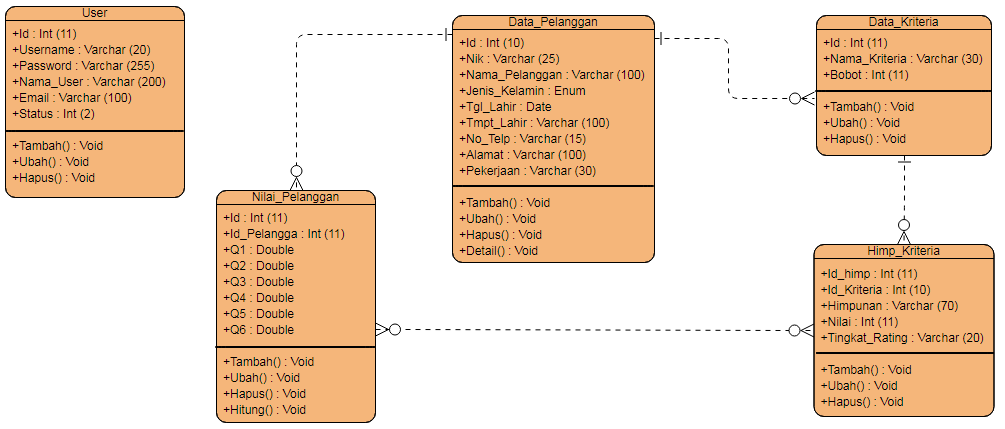 User
+Id : Int (11)
+Username : Varchar (20)
+Password : Varchar (255)
+Nama_User : Varchar (200)
+Email : Varchar (100)
+Status : Int (2)
+Tambah() : Void
+Ubah() : Void
+Hapus() : Void
Data_Pelanggan
+Id : Int (10)
+Nik : Varchar (25)
+Nama_Pelanggan : Varchar (100)
+Jenis_Kelamin : Enum
+Tgl_Lahir : Date
+Tmpt_Lahir : Varchar (100)
+No_Telp : Varchar (15)
+Alamat : Varchar (100)
+Pekerjaan : Varchar (30)
+Tambah() : Void
+Ubah() : Void
+Hapus() : Void
+Detail() : Void
Data_Kriteria
+Id : Int (11)
+Nama_Kriteria : Varchar (30)
+Bobot : Int (11)
+Tambah() : Void
+Ubah() : Void
+Hapus() : Void
Nilai_Pelanggan
+Id : Int (11)
+Id_Pelangga : Int (11)
+Q1 : Double
+Q2 : Double
+Q3 : Double
+Q4 : Double
+Q5 : Double
+Q6 : Double
+Tambah() : Void
+Ubah() : Void
+Hapus() : Void
+Hitung() : Void
Himp_Kriteria
+Id_himp : Int (11)
+Id_Kriteria : Int (10)
+Himpunan : Varchar (70)
+Nilai : Int (11)
+Tingkat_Rating : Varchar (20)
+Tambah() : Void
+Ubah() : Void
+Hapus() : Void